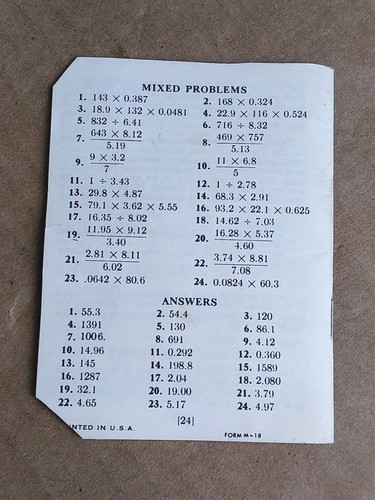 MIXED PROBLEMS
1. 143 × 0.387 2. 168 × 0.324
3. 18.9 × 132 × 0.0481 4. 22.9 × 116 × 0.524
5. 832 ÷ 6.41 6. 716 ÷ 8.32
7. 643 × 8.12 / 5.19 8. 469 × 757 / 5.13
9. 9 × 3.2 / 7 10. 11 × 6.8 / 5
11. 1 ÷ 3.43 12. 1 ÷ 2.78
13. 29.8 × 4.87 14. 68.3 × 2.91
15. 79.1 × 3.62 × 5.55 16. 93.2 × 22.1 × 0.625
17. 16.35 ÷ 8.02 18. 14.62 ÷ 7.03
19. 11.95 × 9.12 / 3.40 20. 16.28 × 5.37 / 4.60
21. 2.81 × 8.11 / 6.02 22. 3.74 × 8.81 / 7.08
23. .0642 × 80.6 24. 0.0824 × 60.3
ANSWERS
1. 55.3 2. 54.4 3. 120
4. 1391 5. 130 6. 86.1
7. 1006. 8. 691 9. 4.12
10. 14.96 11. 0.292 12. 0.360
13. 145 14. 198.8 15. 1589
16. 1287 17. 2.04 18. 2.080
19. 32.1 20. 19.00 21. 3.79
22. 4.65 23. 5.17 24. 4.97
|24|
NTED IN U.S.A. FORM M-18